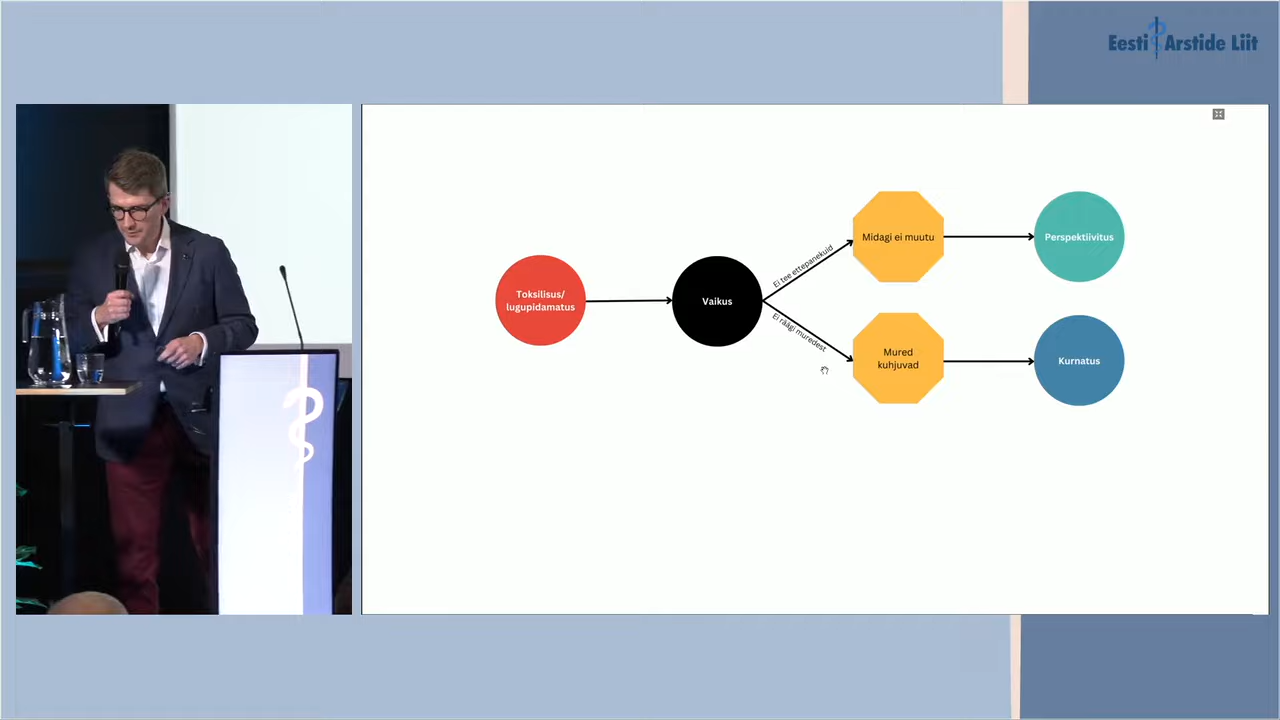 Eesti Arstide Liit
Toksilisus/
lugupidamatus
Vaikus
Ei tee ettepanekuid
Ei räägi muredest
Midagi ei muutu
Mured
kuhjuvad
Perspektiivitus
Kurnatus